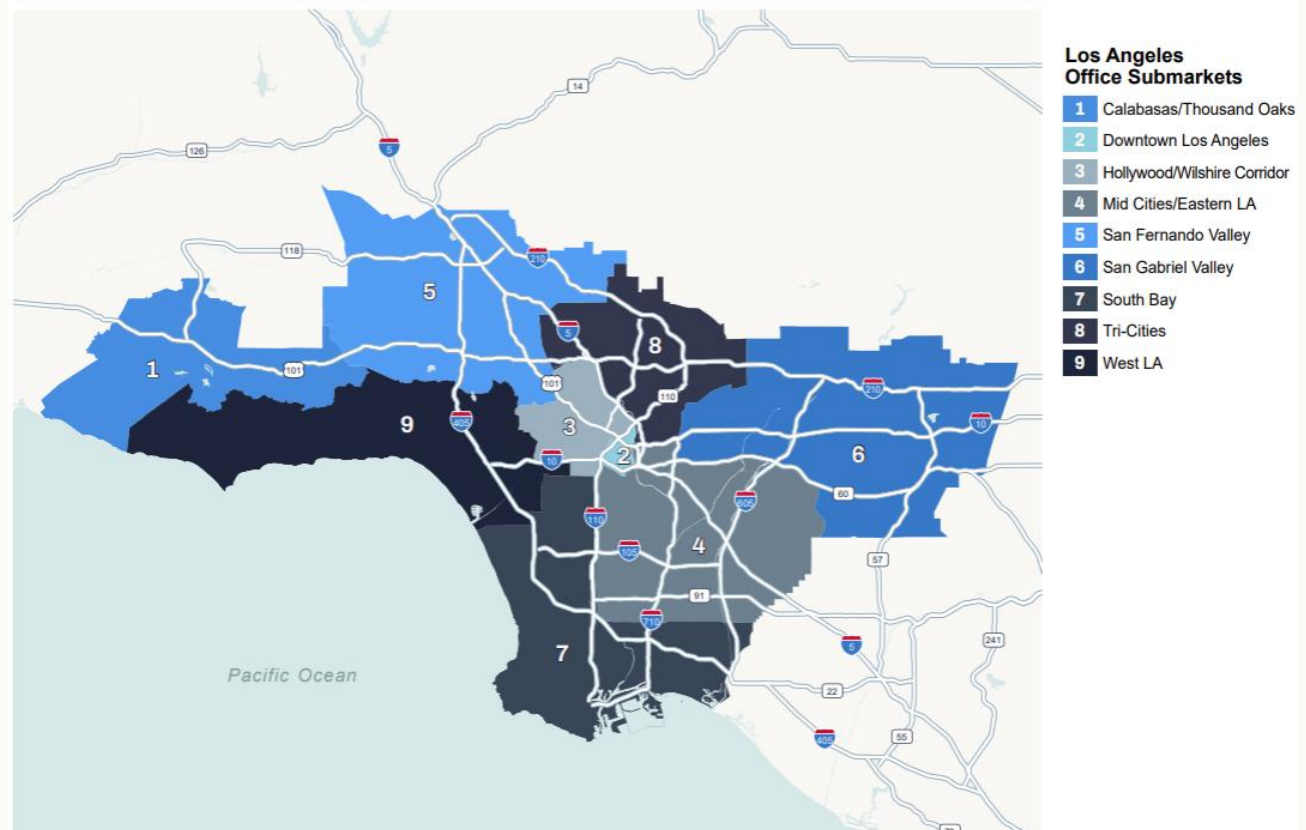 Los Angeles
Office Submarkets
1 Calabasas/Thousand Oaks
2 Downtown Los Angeles
3 Hollywood/Wilshire Corridor
4 Mid Cities/Eastern LA
5 San Fernando Valley
6 San Gabriel Valley
7 South Bay
8 Tri-Cities
9 West LA
14
126
5
118
210
5
5
8
1
101
101
110
210
9
405
3
10
2
10
6
60
605
110
4
105
57
91
710
7
5
241
Pacific Ocean
22
405
55